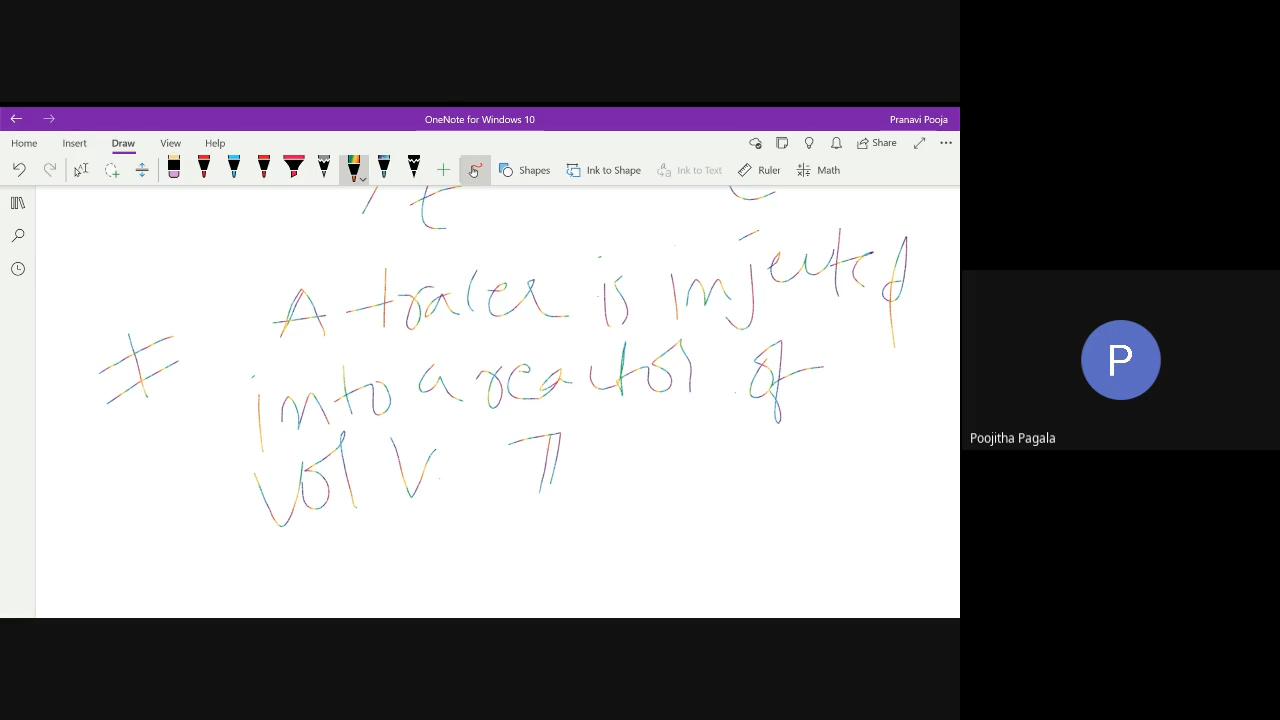 OneNote for Windows 10
Pranavi Pooja
Home Insert Draw View Help
Share
Shapes Ink to Shape Ink to Text Ruler Math
# A tracer is injected
into a reactor of
vol V. T
P
Poojitha Pagala